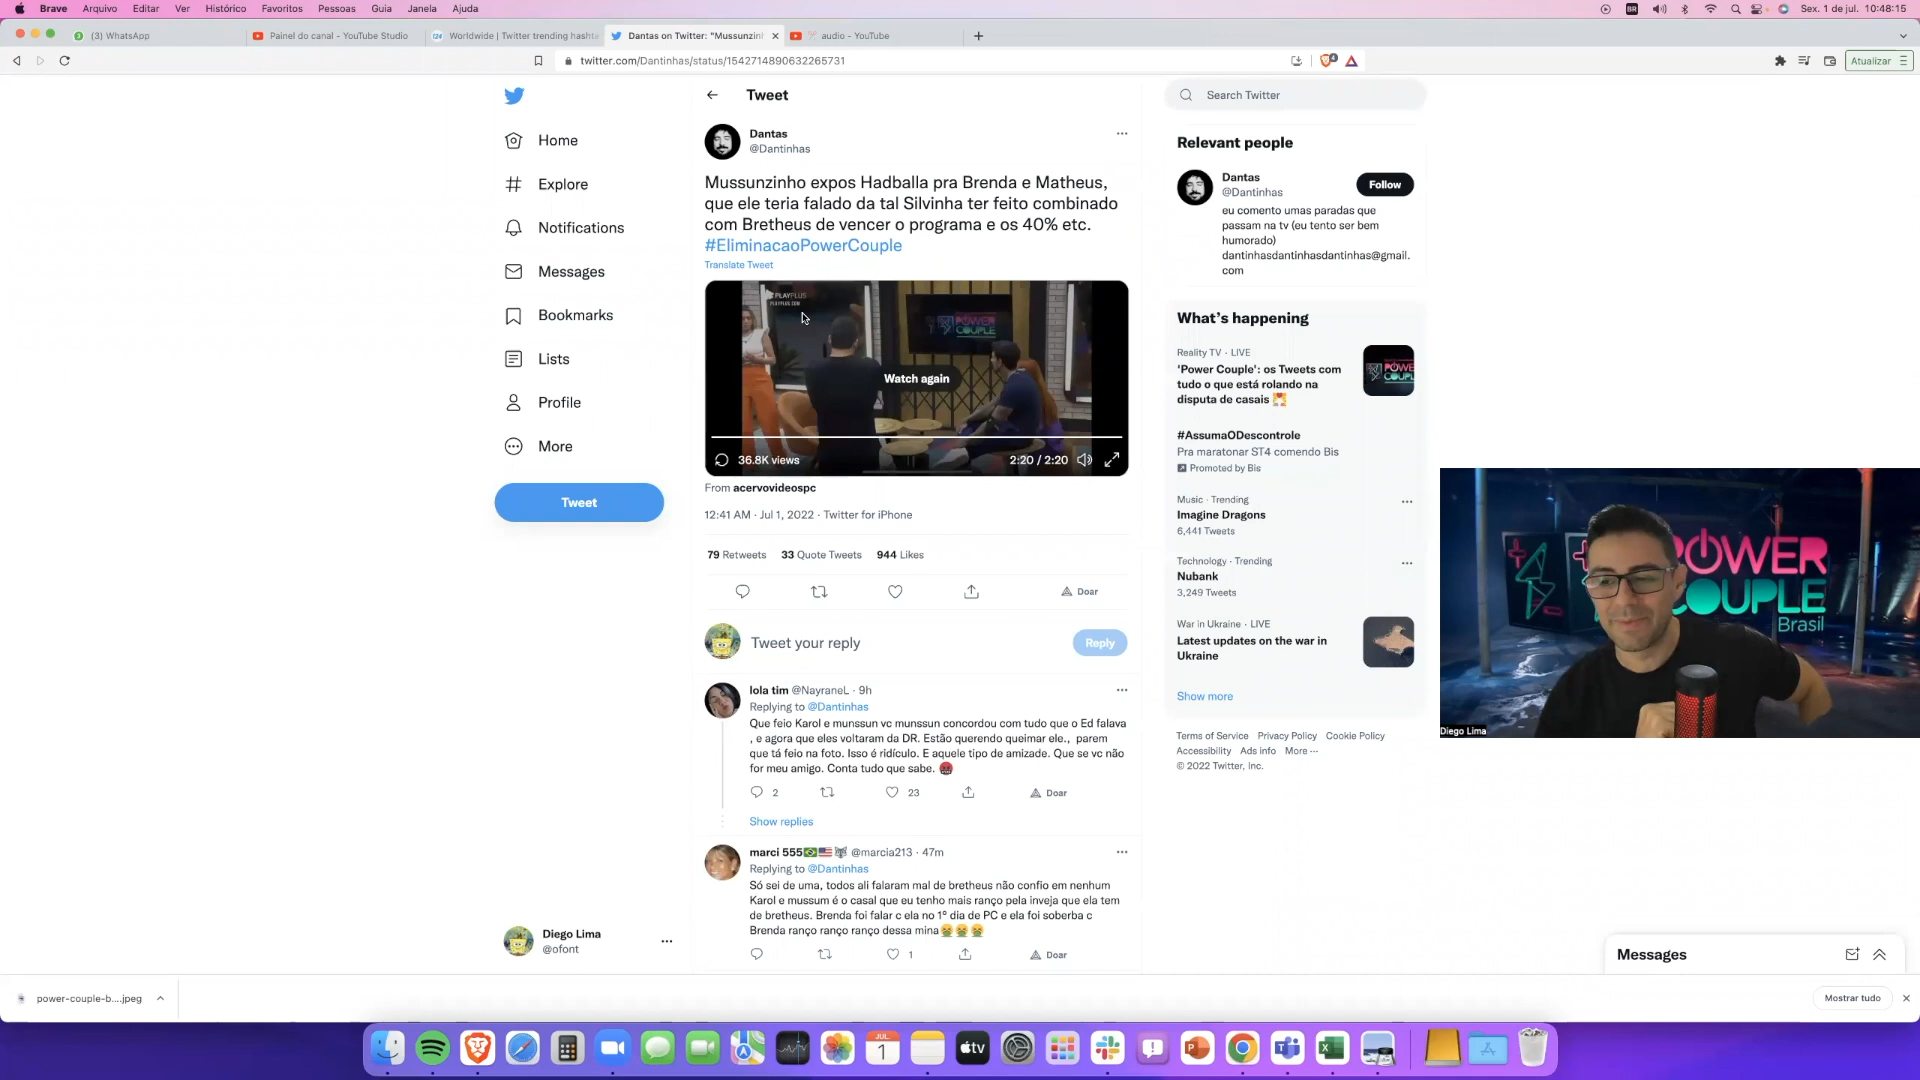 Brave Arquivo Editar Ver Histórico Favoritos Pessoas Guia Janela Ajuda
Sex. 1 de jul. 10:48:15
(3) WhatsApp
Painel do canal - YouTube Studio
Worldwide | Twitter trending hashta
Dantas on Twitter: "Mussunzinh
audio - YouTube
twitter.com/Dantinhas/status/1542714890632265731
Atualizar
Home
Explore
Notifications
Messages
Bookmarks
Lists
Profile
More
Tweet
Diego Lima
@ofont
Tweet
Dantas
@Dantinhas
Mussunzinho expos Hadballa pra Brenda e Matheus,
que ele teria falado da tal Silvinha ter feito combinado
com Bretheus de vencer o programa e os 40% etc.
#EliminacaoPowerCouple
Translate Tweet
PLAYPLUS
PLAYPLUS.COM
POWER
COUPLE
Watch again
36.8K views
2:20 / 2:20
From acervovideospc
12:41 AM · Jul 1, 2022 · Twitter for iPhone
79 Retweets 33 Quote Tweets 944 Likes
Doar
Tweet your reply
Reply
lola tim @NayraneL · 9h
Replying to @Dantinhas
Que feio Karol e munssun vc munssun concordou com tudo que o Ed falava
, e agora que eles voltaram da DR. Estão querendo queimar ele., parem
que tá feio na foto. Isso é ridículo. E aquele tipo de amizade. Que se vc não
for meu amigo. Conta tudo que sabe. 🤬
2 23 Doar
Show replies
marci 555🇧🇷🇺🇸🐺 @marcia213 · 47m
Replying to @Dantinhas
Só sei de uma, todos ali falaram mal de bretheus não confio em nenhum
Karol e mussum é o casal que eu tenho mais ranço pela inveja que ela tem
de bretheus. Brenda foi falar c ela no 1º dia de PC e ela foi soberba c
Brenda ranço ranço ranço dessa mina🤮🤮🤮
1 Doar
Search Twitter
Relevant people
Dantas
@Dantinhas
Follow
eu comento umas paradas que
passam na tv (eu tento ser bem
humorado)
dantinhasdantinhasdantinhas@gmail.
com
What's happening
Reality TV · LIVE
'Power Couple': os Tweets com
tudo o que está rolando na
disputa de casais
#AssumaODescontrole
Pra maratonar ST4 comendo Bis
Promoted by Bis
Music · Trending
Imagine Dragons
6,441 Tweets
Technology · Trending
Nubank
3,249 Tweets
War in Ukraine · LIVE
Latest updates on the war in
Ukraine
Show more
Terms of Service Privacy Policy Cookie Policy
Accessibility Ads info More ···
© 2022 Twitter, Inc.
POWER
COUPLE
Brasil
Diego Lima
Messages
power-couple-b....jpeg
Mostrar tudo
JUL.
1
tv